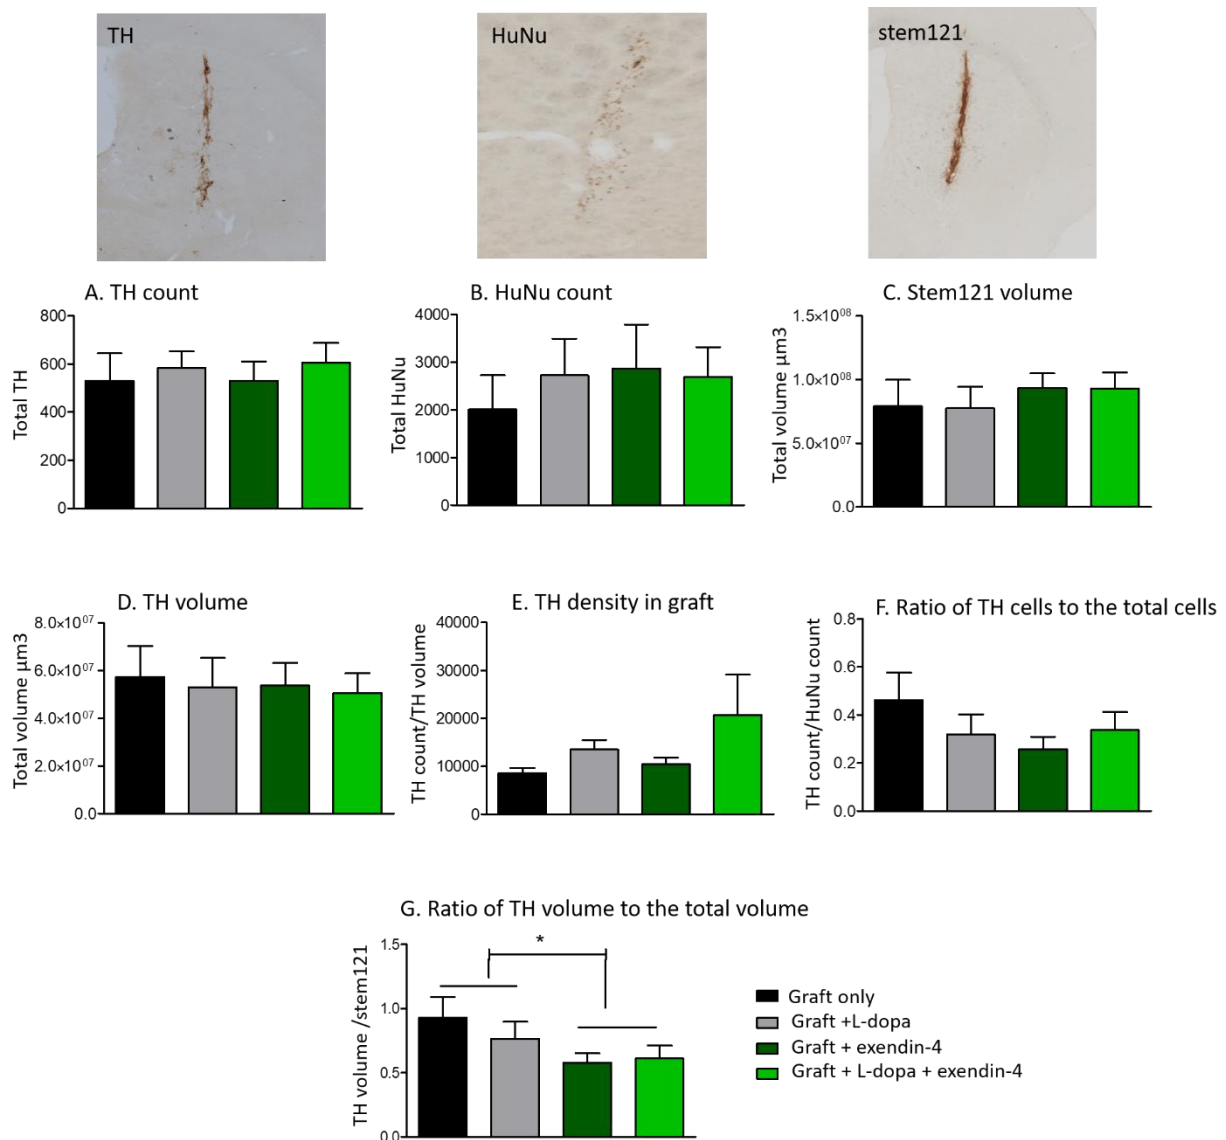 TH
HuNu
stem121
A. TH count
B. HuNu count
C. Stem121 volume
Total TH
800
600
400
200
0
Total HuNu
4000
3000
2000
1000
0
Total volume µm3
1.5×10⁰⁸
1.0×10⁰⁸
5.0×10⁰⁷
0.0
D. TH volume
E. TH density in graft
F. Ratio of TH cells to the total cells
Total volume µm3
8.0×10⁰⁷
6.0×10⁰⁷
4.0×10⁰⁷
2.0×10⁰⁷
0.0
TH count/TH volume
40000
30000
20000
10000
0
TH count/HuNu count
0.8
0.6
0.4
0.2
0.0
G. Ratio of TH volume to the total volume
TH volume /stem121
1.5
1.0
0.5
0.0
*
Graft only
Graft +L-dopa
Graft + exendin-4
Graft + L-dopa + exendin-4